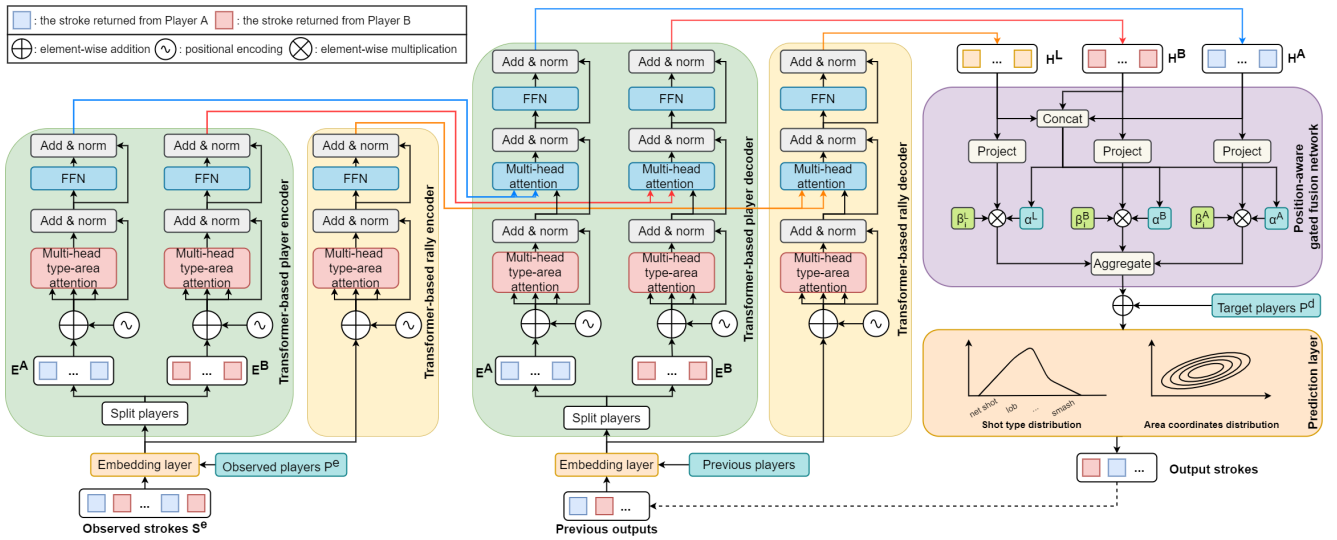 : the stroke returned from Player A : the stroke returned from Player B
: element-wise addition : positional encoding : element-wise multiplication
Add & norm
FFN
Add & norm
Multi-head
type-area
attention
Add & norm
FFN
Add & norm
Multi-head
type-area
attention
E^A
...
...
E^B
Split players
Transformer-based player encoder
Add & norm
FFN
Add & norm
Multi-head
type-area
attention
Transformer-based rally encoder
Embedding layer
Observed players P^e
...
Observed strokes S^e
Add & norm
FFN
Add & norm
Multi-head
attention
Add & norm
Multi-head
type-area
attention
Add & norm
FFN
Add & norm
Multi-head
attention
Add & norm
Multi-head
type-area
attention
E^A
...
...
E^B
Split players
Transformer-based player decoder
Add & norm
FFN
Add & norm
Multi-head
attention
Add & norm
Multi-head
type-area
attention
Transformer-based rally decoder
Embedding layer
Previous players
...
Previous outputs
... H^L
... H^B
... H^A
Concat
Project
Project
Project
β_i^L α^L β_i^B α^B β_i^A α^A
Aggregate
Position-aware
gated fusion network
Target players P^d
net shot lob ... smash
Shot type distribution
Area coordinates distribution
Prediction layer
... Output strokes